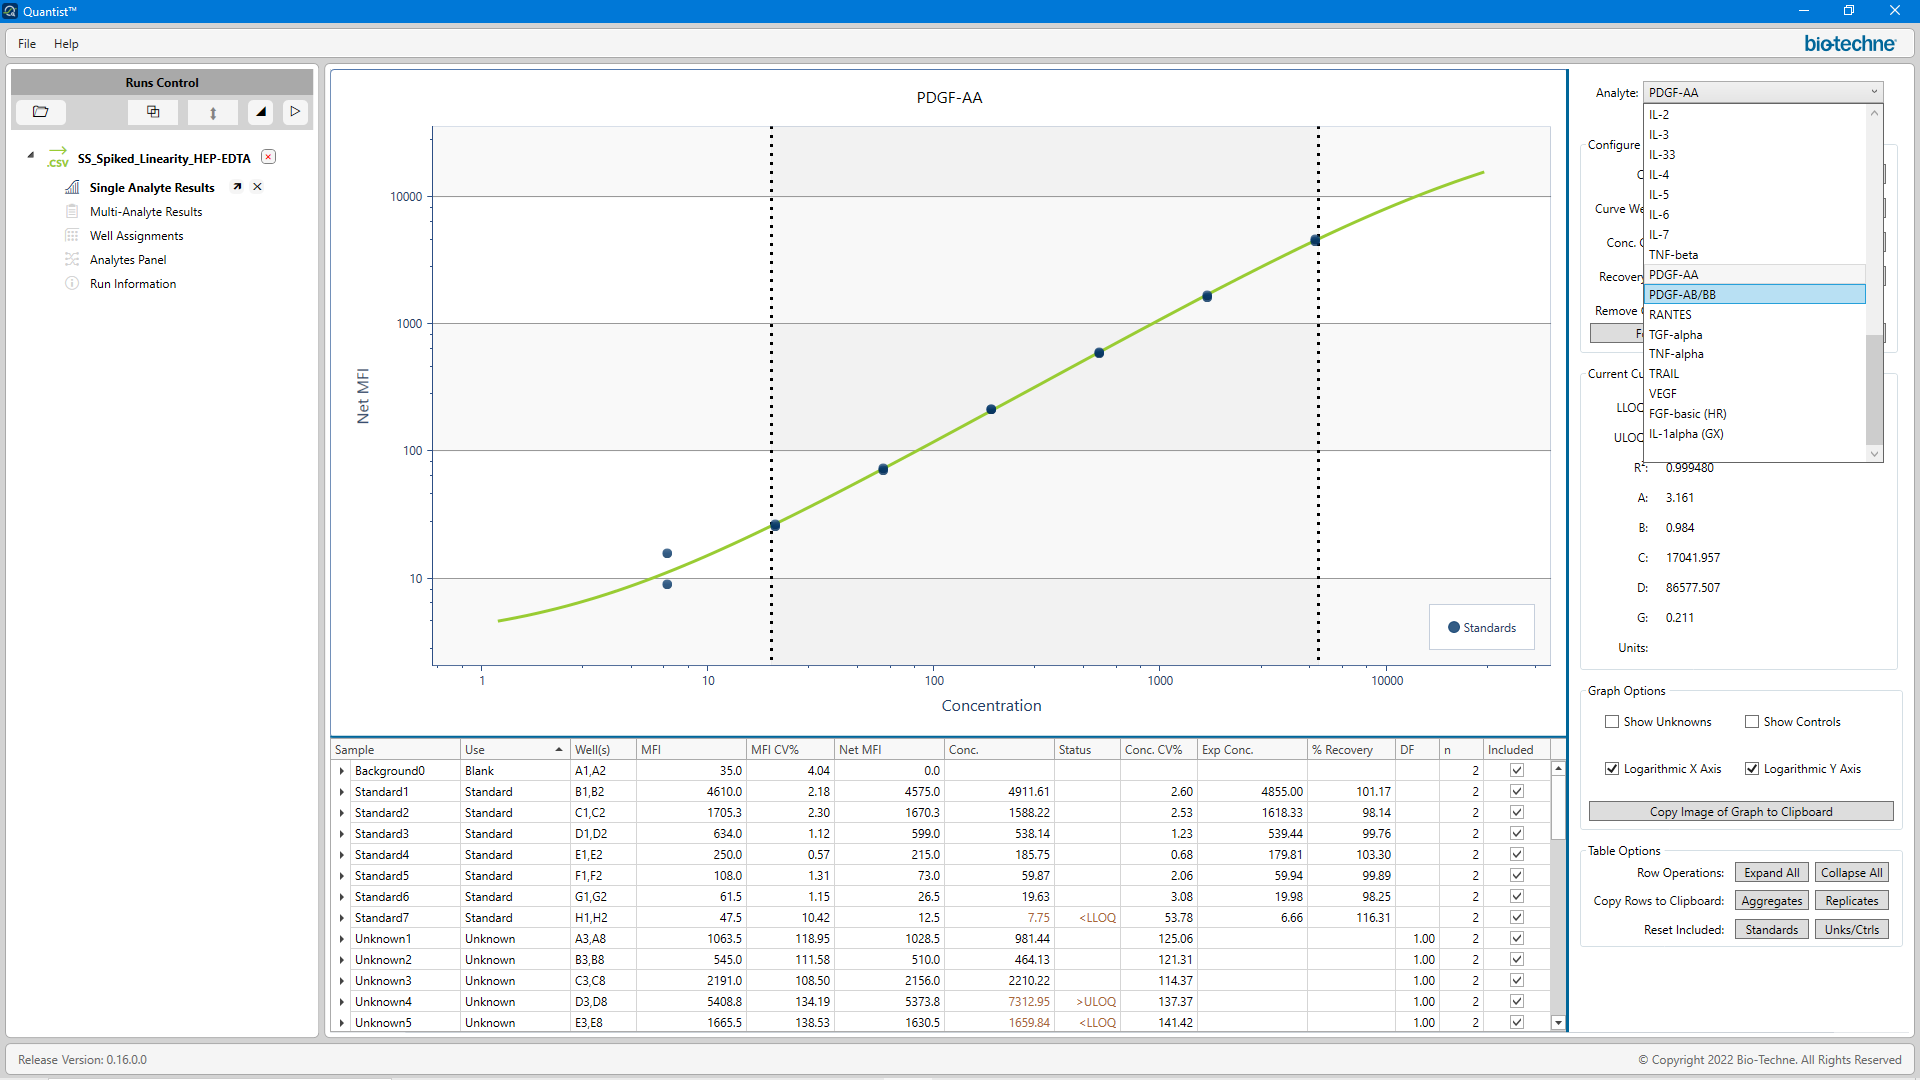 Quantist™
File Help
bio-techne
Runs Control
.CSV SS_Spiked_Linearity_HEP-EDTA
Single Analyte Results
Multi-Analyte Results
Well Assignments
Analytes Panel
Run Information
PDGF-AA
10000
1000
100
10
Net MFI
1 10 100 1000 10000
Concentration
Standards
Analyte: PDGF-AA
IL-2
IL-3
IL-33
IL-4
IL-5
IL-6
IL-7
TNF-beta
PDGF-AA
PDGF-AB/BB
RANTES
TGF-alpha
TNF-alpha
TRAIL
VEGF
FGF-basic (HR)
IL-1alpha (GX)
Configure
C
Curve We
Conc. C
Recovery
Remove
F
Current Cu
LLOC
ULOC
R²: 0.999480
A: 3.161
B: 0.984
C: 17041.957
D: 86577.507
G: 0.211
Units:
Graph Options
Show Unknowns Show Controls
Logarithmic X Axis Logarithmic Y Axis
Copy Image of Graph to Clipboard
Table Options
Row Operations: Expand All Collapse All
Copy Rows to Clipboard: Aggregates Replicates
Reset Included: Standards Unks/Ctrls
Sample Use Well(s) MFI MFI CV% Net MFI Conc. Status Conc. CV% Exp Conc. % Recovery DF n Included
Background0 Blank A1,A2 35.0 4.04 0.0 2
Standard1 Standard B1,B2 4610.0 2.18 4575.0 4911.61 2.60 4855.00 101.17 2
Standard2 Standard C1,C2 1705.3 2.30 1670.3 1588.22 2.53 1618.33 98.14 2
Standard3 Standard D1,D2 634.0 1.12 599.0 538.14 1.23 539.44 99.76 2
Standard4 Standard E1,E2 250.0 0.57 215.0 185.75 0.68 179.81 103.30 2
Standard5 Standard F1,F2 108.0 1.31 73.0 59.87 2.06 59.94 99.89 2
Standard6 Standard G1,G2 61.5 1.15 26.5 19.63 3.08 19.98 98.25 2
Standard7 Standard H1,H2 47.5 10.42 12.5 7.75 <LLOQ 53.78 6.66 116.31 2
Unknown1 Unknown A3,A8 1063.5 118.95 1028.5 981.44 125.06 1.00 2
Unknown2 Unknown B3,B8 545.0 111.58 510.0 464.13 121.31 1.00 2
Unknown3 Unknown C3,C8 2191.0 108.50 2156.0 2210.22 114.37 1.00 2
Unknown4 Unknown D3,D8 5408.8 134.19 5373.8 7312.95 >ULOQ 137.37 1.00 2
Unknown5 Unknown E3,E8 1665.5 138.53 1630.5 1659.84 <LLOQ 141.42 1.00 2
Release Version: 0.16.0.0
© Copyright 2022 Bio-Techne. All Rights Reserved